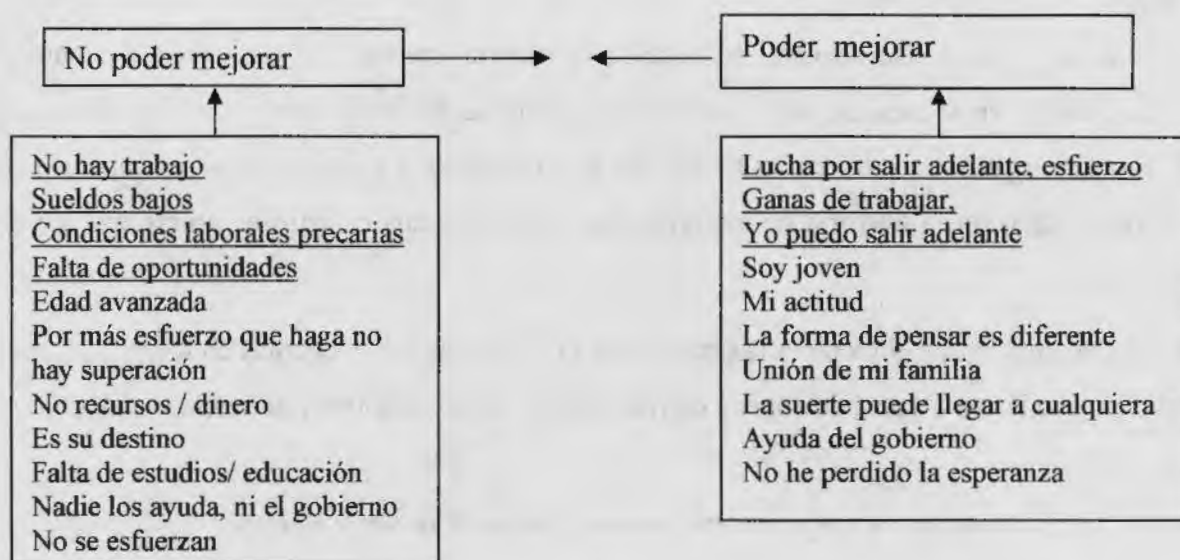 No poder mejorar
No hay trabajo
Sueldos bajos
Condiciones laborales precarias
Falta de oportunidades
Edad avanzada
Por más esfuerzo que haga no
hay superación
No recursos / dinero
Es su destino
Falta de estudios/ educación
Nadie los ayuda, ni el gobierno
No se esfuerzan
Poder mejorar
Lucha por salir adelante, esfuerzo
Ganas de trabajar,
Yo puedo salir adelante
Soy joven
Mi actitud
La forma de pensar es diferente
Unión de mi familia
La suerte puede llegar a cualquiera
Ayuda del gobierno
No he perdido la esperanza